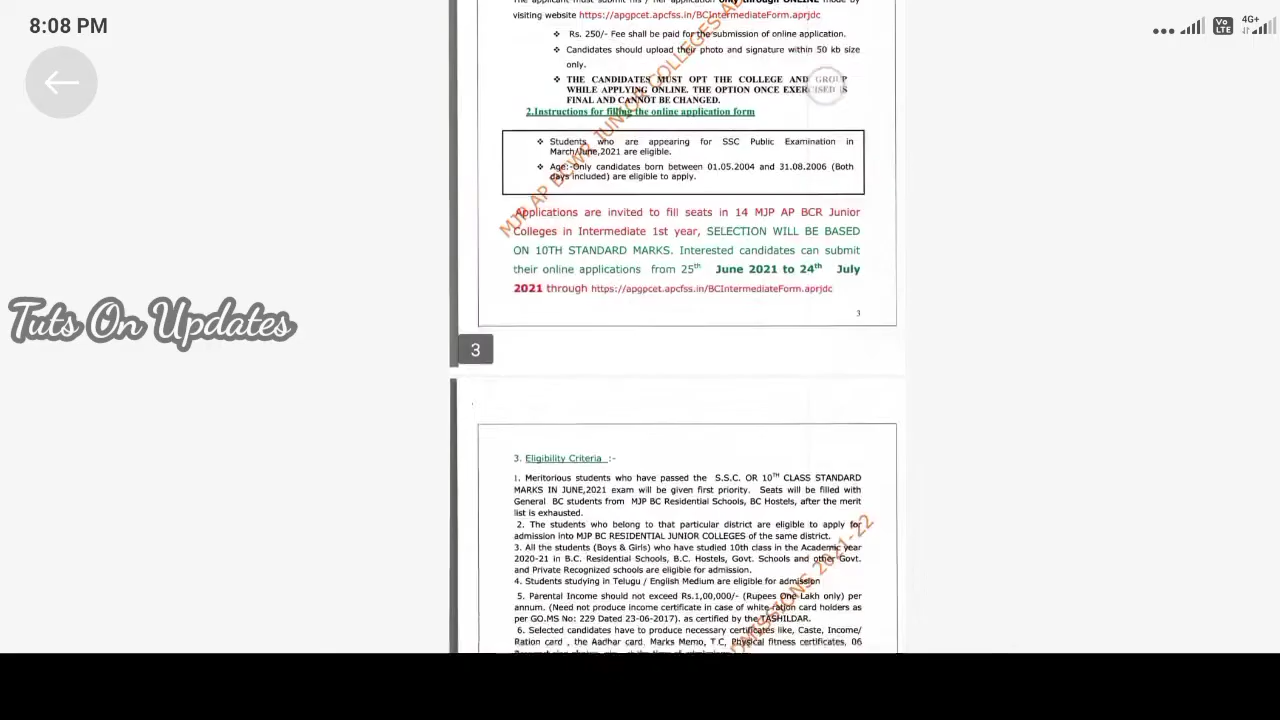 8:08 PM
Vo LTE
4G+
The applicant must submit his / her application only through ONLINE mode by
visiting website https://apgpcet.apcfss.in/BCIntermediateForm.aprjdc
❖ Rs. 250/- Fee shall be paid for the submission of online application.
❖ Candidates should upload their photo and signature within 50 kb size
only.
❖ THE CANDIDATES MUST OPT THE COLLEGE AND GROUP
WHILE APPLYING ONLINE. THE OPTION ONCE EXERCISED IS
FINAL AND CANNOT BE CHANGED.
2.Instructions for filling the online application form
❖ Students who are appearing for SSC Public Examination in
March/June,2021 are eligible.
❖ Age:-Only candidates born between 01.05.2004 and 31.08.2006 (Both
days included) are eligible to apply.
MJP AP BCWR JUNIOR COLLEGES
Applications are invited to fill seats in 14 MJP AP BCR Junior
Colleges in Intermediate 1st year, SELECTION WILL BE BASED
ON 10TH STANDARD MARKS. Interested candidates can submit
their online applications from 25th June 2021 to 24th July
2021 through https://apgpcet.apcfss.in/BCIntermediateForm.aprjdc
3
Tuts On Updates
3
3. Eligibility Criteria :-
1. Meritorious students who have passed the S.S.C. OR 10TH CLASS STANDARD
MARKS IN JUNE,2021 exam will be given first priority. Seats will be filled with
General BC students from MJP BC Residential Schools, BC Hostels, after the merit
list is exhausted.
2. The students who belong to that particular district are eligible to apply for
admission into MJP BC RESIDENTIAL JUNIOR COLLEGES of the same district.
3. All the students (Boys & Girls) who have studied 10th class in the Academic year
2020-21 in B.C. Residential Schools, B.C. Hostels, Govt. Schools and other Govt.
and Private Recognized schools are eligible for admission.
4. Students studying in Telugu / English Medium are eligible for admission
5. Parental Income should not exceed Rs.1,00,000/- (Rupees One Lakh only) per
annum. (Need not produce income certificate in case of white ration card holders as
per GO.MS No: 229 Dated 23-06-2017). as certified by the TASHILDAR.
6. Selected candidates have to produce necessary certificates like, Caste, Income/
Ration card , the Aadhar card, Marks Memo, T C, Physical fitness certificates, 06
2021-22